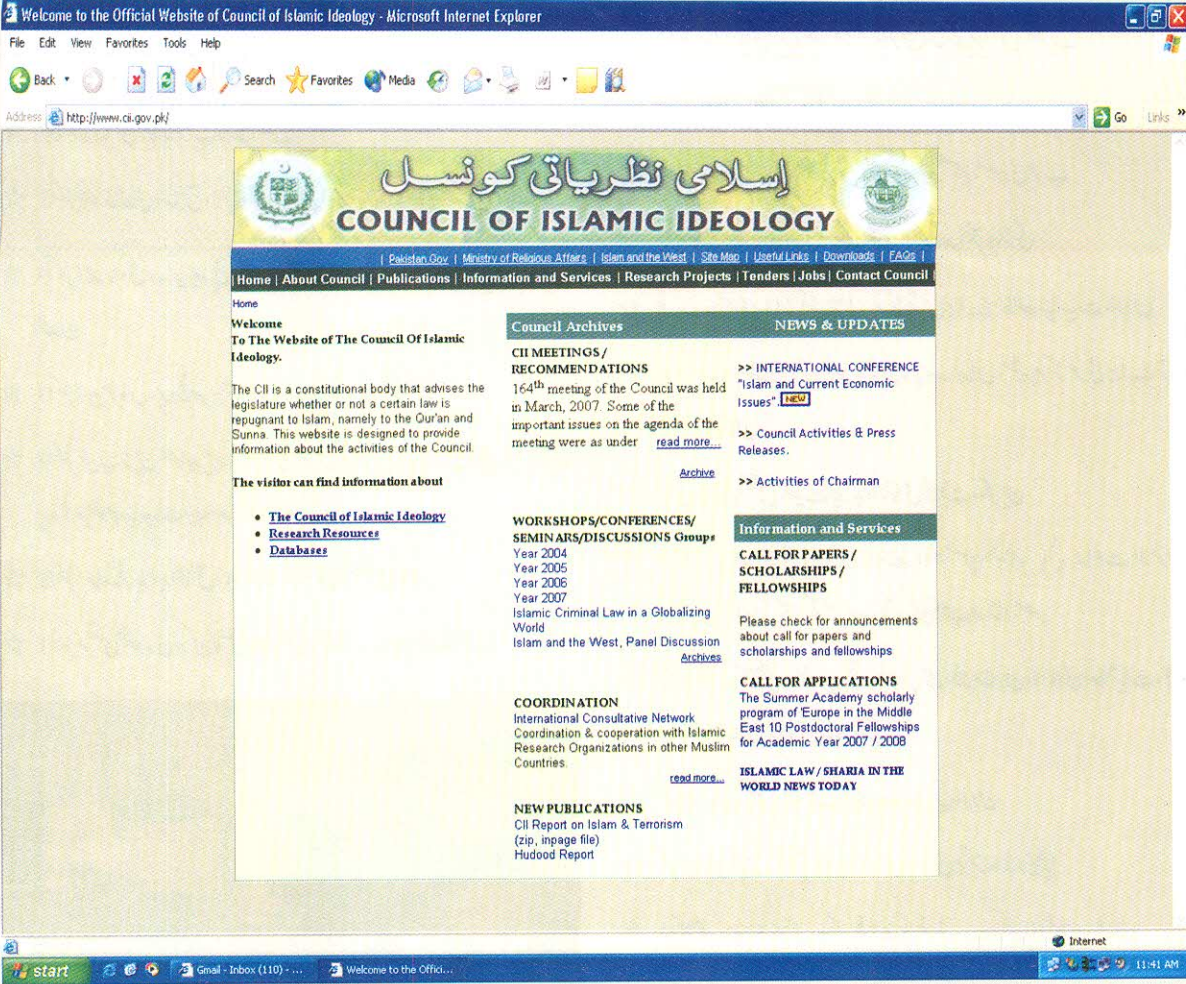 Welcome to the Official Website of Council of Islamic Ideology - Microsoft Internet Explorer
File Edit View Favorites Tools Help
Back Search Favorites Media
Address http://www.cii.gov.pk/ Go Links »
إسلامی نظریاتی کونسل
COUNCIL OF ISLAMIC IDEOLOGY
| Pakistan Gov | Ministry of Religious Affairs | Islam and the West | Site Map | Useful Links | Downloads | FAQs |
| Home | About Council | Publications | Information and Services | Research Projects | Tenders | Jobs | Contact Council |
Home
Welcome
To The Website of The Council Of Islamic
Ideology.
The CII is a constitutional body that advises the
legislature whether or not a certain law is
repugnant to Islam, namely to the Qur'an and
Sunna. This website is designed to provide
information about the activities of the Council.
The visitor can find information about
• The Council of Islamic Ideology
• Research Resources
• Databases
Council Archives
CII MEETINGS /
RECOMMENDATIONS
164th meeting of the Council was held
in March, 2007. Some of the
important issues on the agenda of the
meeting were as under read more...
Archive
WORKSHOPS/CONFERENCES/
SEMINARS/DISCUSSIONS Groups
Year 2004
Year 2005
Year 2006
Year 2007
Islamic Criminal Law in a Globalizing
World
Islam and the West, Panel Discussion
Archives
COORDINATION
International Consultative Network
Coordination & cooperation with Islamic
Research Organizations in other Muslim
Countries.
read more...
NEW PUBLICATIONS
CII Report on Islam & Terrorism
(zip, inpage file)
Hudood Report
NEWS & UPDATES
>> INTERNATIONAL CONFERENCE
"Islam and Current Economic
Issues". NEW
>> Council Activities & Press
Releases.
>> Activities of Chairman
Information and Services
CALL FOR PAPERS /
SCHOLARSHIPS /
FELLOWSHIPS
Please check for announcements
about call for papers and
scholarships and fellowships
CALL FOR APPLICATIONS
The Summer Academy scholarly
program of 'Europe in the Middle
East 10 Postdoctoral Fellowships
for Academic Year 2007 / 2008
ISLAMIC LAW / SHARIA IN THE
WORLD NEWS TODAY
Internet
start Gmail - Inbox (110) - ... Welcome to the Offici... 11:41 AM